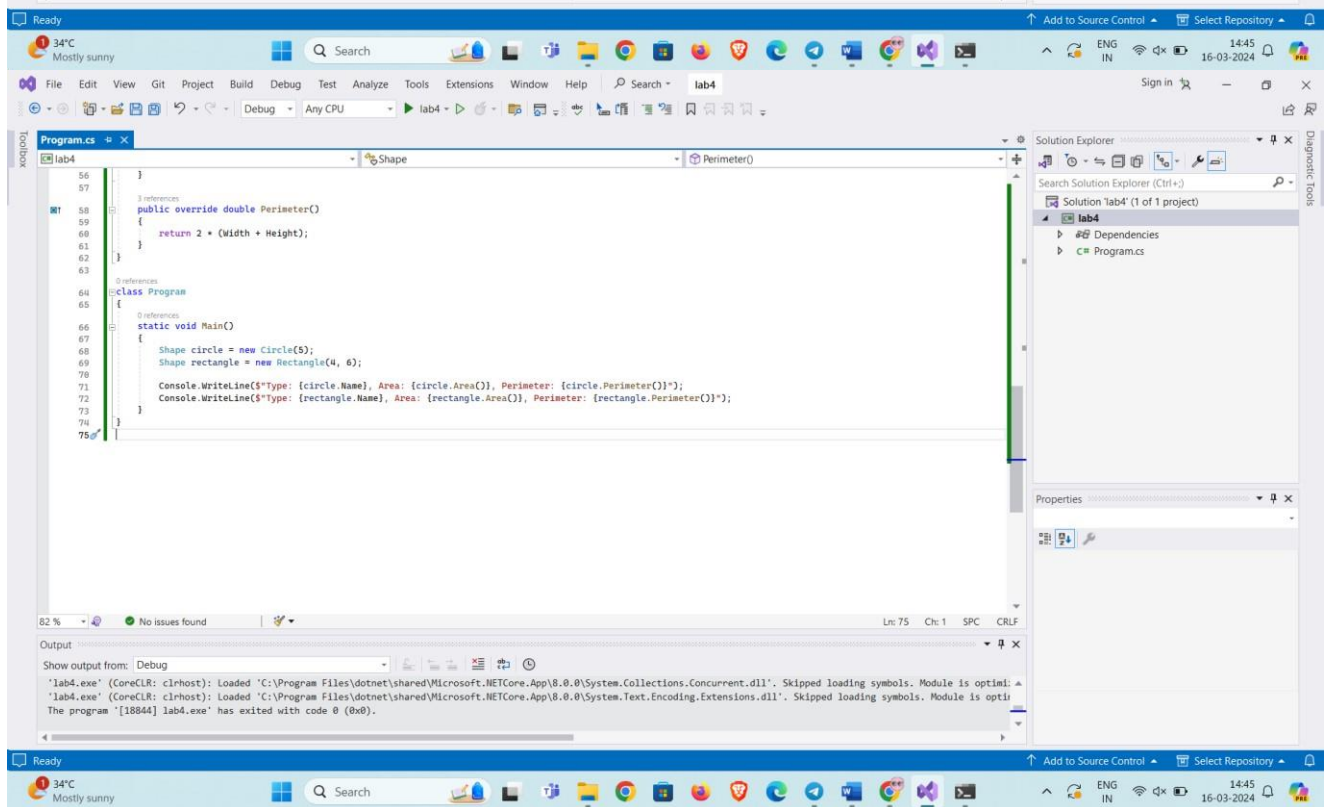 Ready
Add to Source Control
Select Repository
1
34°C
Mostly sunny
Search
ENG
IN
14:45
16-03-2024
PRE
File Edit View Git Project Build Debug Test Analyze Tools Extensions Window Help Search lab4
Sign in
Debug Any CPU lab4
Toolbox
Program.cs
lab4 Shape Perimeter()
56 }
57
3 references
58 public override double Perimeter()
59 {
60 return 2 * (Width + Height);
61 }
62 }
63
0 references
64 class Program
65 {
0 references
66 static void Main()
67 {
68 Shape circle = new Circle(5);
69 Shape rectangle = new Rectangle(4, 6);
70
71 Console.WriteLine($"Type: {circle.Name}, Area: {circle.Area()}, Perimeter: {circle.Perimeter()}");
72 Console.WriteLine($"Type: {rectangle.Name}, Area: {rectangle.Area()}, Perimeter: {rectangle.Perimeter()}");
73 }
74 }
75
Solution Explorer
Search Solution Explorer (Ctrl+;)
Solution 'lab4' (1 of 1 project)
lab4
Dependencies
C# Program.cs
Diagnostic Tools
Properties
82 % No issues found Ln: 75 Ch: 1 SPC CRLF
Output
Show output from: Debug
'lab4.exe' (CoreCLR: clrhost): Loaded 'C:\Program Files\dotnet\shared\Microsoft.NETCore.App\8.0.0\System.Collections.Concurrent.dll'. Skipped loading symbols. Module is optimi
'lab4.exe' (CoreCLR: clrhost): Loaded 'C:\Program Files\dotnet\shared\Microsoft.NETCore.App\8.0.0\System.Text.Encoding.Extensions.dll'. Skipped loading symbols. Module is opti
The program '[18844] lab4.exe' has exited with code 0 (0x0).
Ready
Add to Source Control
Select Repository
1
34°C
Mostly sunny
Search
ENG
IN
14:45
16-03-2024
PRE